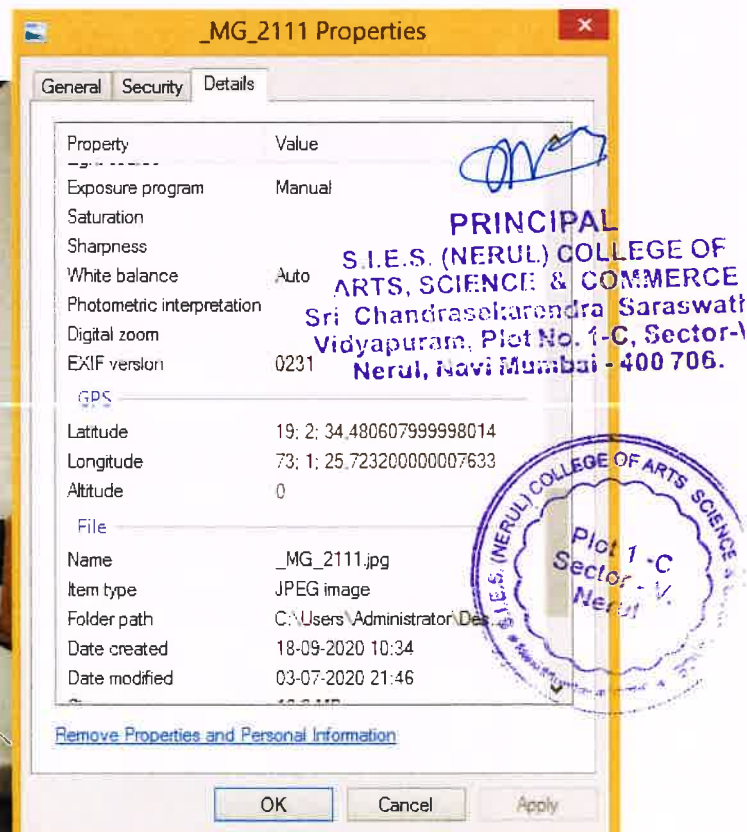 _MG_2111 Properties
General Security Details
Property Value
Exposure program Manual
Saturation
Sharpness
White balance Auto
Photometric interpretation
Digital zoom
EXIF version 0231
GPS
Latitude 19; 2; 34.480607999998014
Longitude 73; 1; 25.723200000007633
Altitude 0
File
Name _MG_2111.jpg
Item type JPEG image
Folder path C:\Users\Administrator\Des...
Date created 18-09-2020 10:34
Date modified 03-07-2020 21:46
Remove Properties and Personal Information
OK Cancel Apply
PRINCIPAL
S.I.E.S. (NERUL) COLLEGE OF
ARTS, SCIENCE & COMMERCE
Sri Chandrasekarendra Saraswath
Vidyapuram, Plot No. 1-C, Sector-V
Nerul, Navi Mumbai - 400 706.
S.I.E.S. (NERUL) COLLEGE OF ARTS SCIENCE &
Plot 1 -C
Sector - V.
Nerul